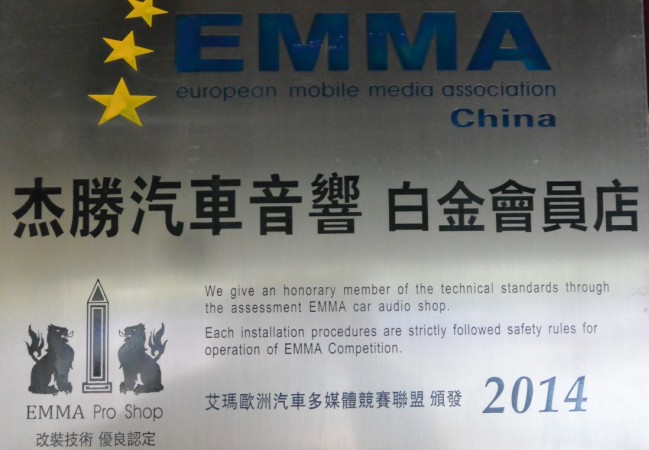 EMMA
european mobile media association
China
杰勝汽車音響 白金會員店
We give an honorary member of the technical standards through
the assessment EMMA car audio shop.
Each installation procedures are strictly followed safety rules for
operation of EMMA Competition.
EMMA Pro Shop
改裝技術 優良認定
艾瑪歐洲汽車多媒體競賽聯盟 頒發 2014